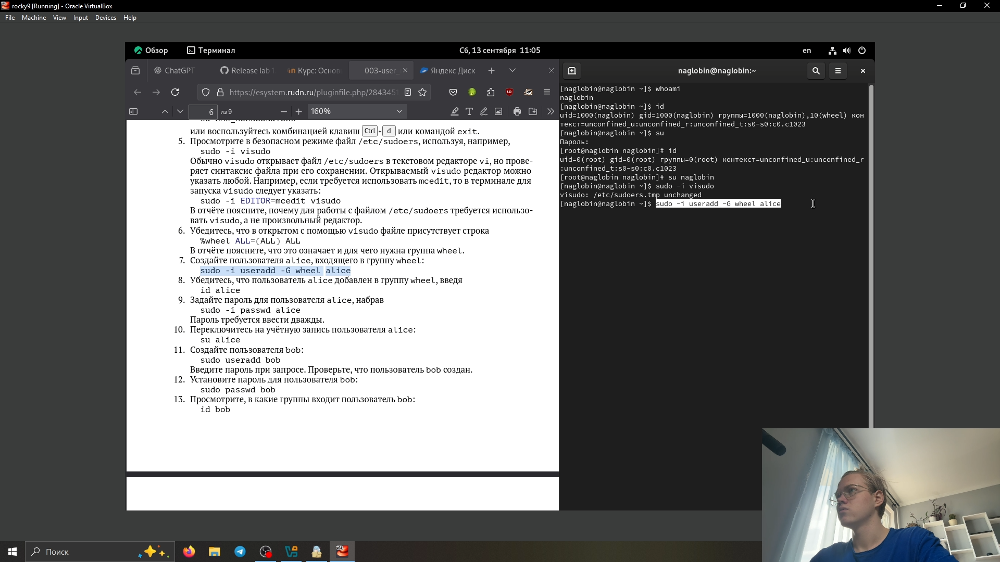 rocky9 [Running] - Oracle VirtualBox
File Machine View Input Devices Help
Обзор Терминал Сб, 13 сентября 11:05 en
ChatGPT Release lab 1 Курс: Основ 003-user_ Яндекс Диск
naglobin@naglobin:~
https://esystem.rudn.ru/pluginfile.php/2843451
6 из 9 160%
или воспользуйтесь комбинацией клавиш Ctrl + d или командой exit.
5. Просмотрите в безопасном режиме файл /etc/sudoers, используя, например,
sudo -i visudo
Обычно visudo открывает файл /etc/sudoers в текстовом редакторе vi, но прове-
ряет синтаксис файла при его сохранении. Открываемый visudo редактор можно
указать любой. Например, если требуется использовать mcedit, то в терминале для
запуска visudo следует указать:
sudo -i EDITOR=mcedit visudo
В отчёте поясните, почему для работы с файлом /etc/sudoers требуется использо-
вать visudo, а не произвольный редактор.
6. Убедитесь, что в открытом с помощью visudo файле присутствует строка
%wheel ALL=(ALL) ALL
В отчёте поясните, что это означает и для чего нужна группа wheel.
7. Создайте пользователя alice, входящего в группу wheel:
sudo -i useradd -G wheel alice
8. Убедитесь, что пользователь alice добавлен в группу wheel, введя
id alice
9. Задайте пароль для пользователя alice, набрав
sudo -i passwd alice
Пароль требуется ввести дважды.
10. Переключитесь на учётную запись пользователя alice:
su alice
11. Создайте пользователя bob:
sudo useradd bob
Введите пароль при запросе. Проверьте, что пользователь bob создан.
12. Установите пароль для пользователя bob:
sudo passwd bob
13. Просмотрите, в какие группы входит пользователь bob:
id bob
[naglobin@naglobin ~]$ whoami
naglobin
[naglobin@naglobin ~]$ id
uid=1000(naglobin) gid=1000(naglobin) группы=1000(naglobin),10(wheel) кон
текст=unconfined_u:unconfined_r:unconfined_t:s0-s0:c0.c1023
[naglobin@naglobin ~]$ su
Пароль:
[root@naglobin naglobin]# id
uid=0(root) gid=0(root) группы=0(root) контекст=unconfined_u:unconfined_r
:unconfined_t:s0-s0:c0.c1023
[root@naglobin naglobin]# su naglobin
[naglobin@naglobin ~]$ sudo -i visudo
visudo: /etc/sudoers.tmp unchanged
[naglobin@naglobin ~]$ sudo -i useradd -G wheel alice
Поиск